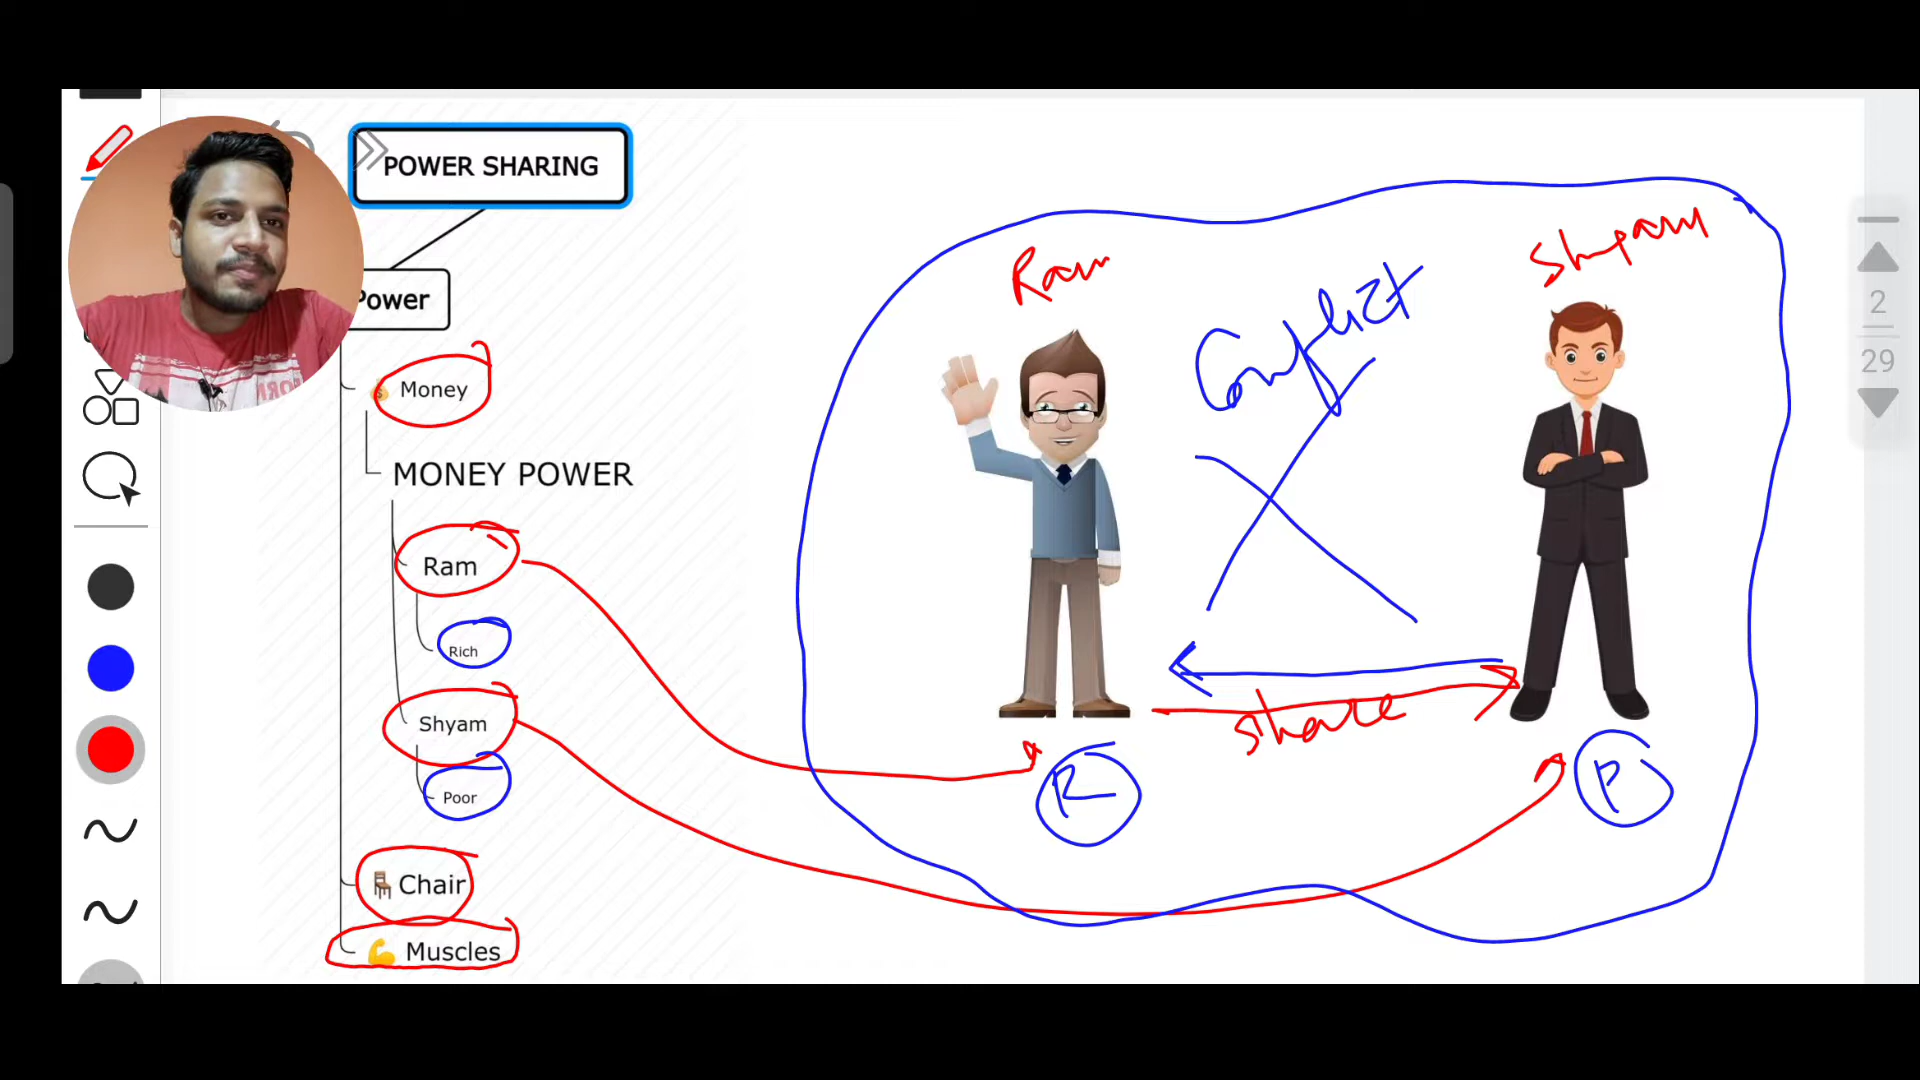 POWER SHARING
Power
Money
MONEY POWER
Ram
Rich
Shyam
Poor
Chair
Muscles
Ram
Conflict
Shyam
Share
R
P
2
29